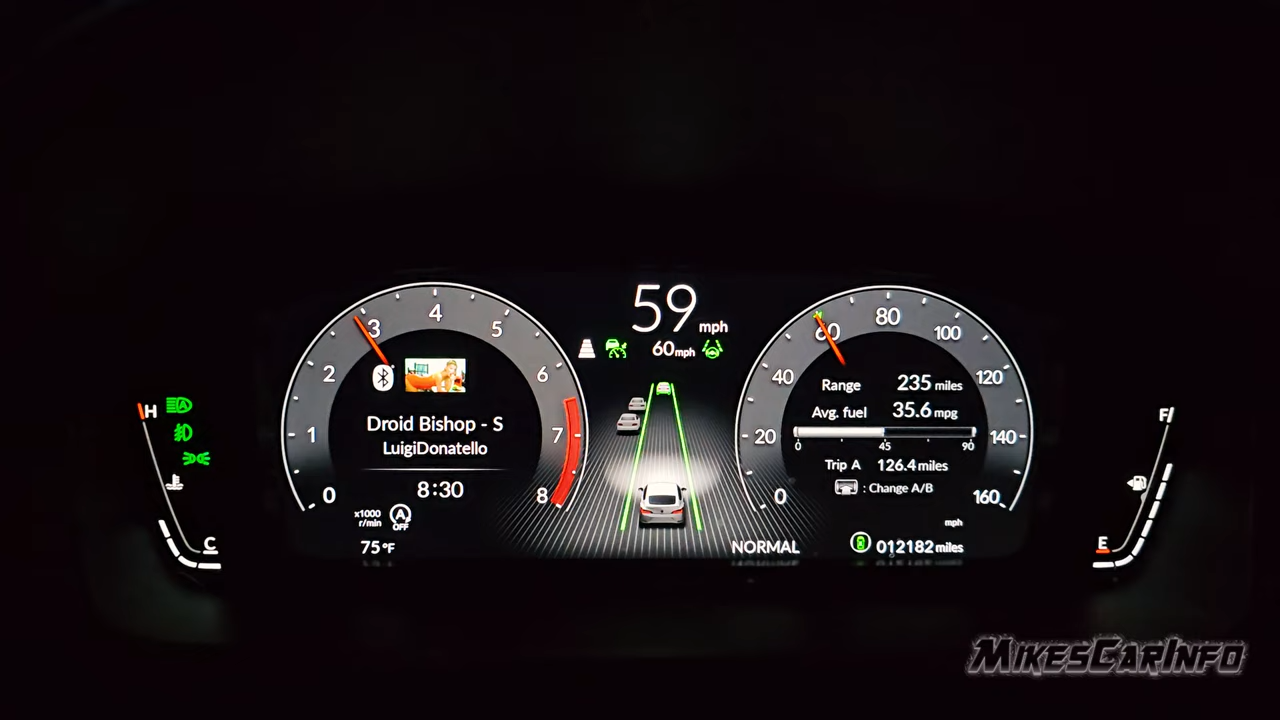 59 mph
60mph
H
C
0
1
2
3
4
5
6
7
8
Droid Bishop - S
LuigiDonatello
8:30
x1000
r/min
A
OFF
75°F
NORMAL
0
20
40
60
80
100
120
140
160
Range 235 miles
Avg. fuel 35.6 mpg
0 45 90
Trip A 126.4 miles
: Change A/B
mph
012182 miles
F
E
MIKESCARINFO